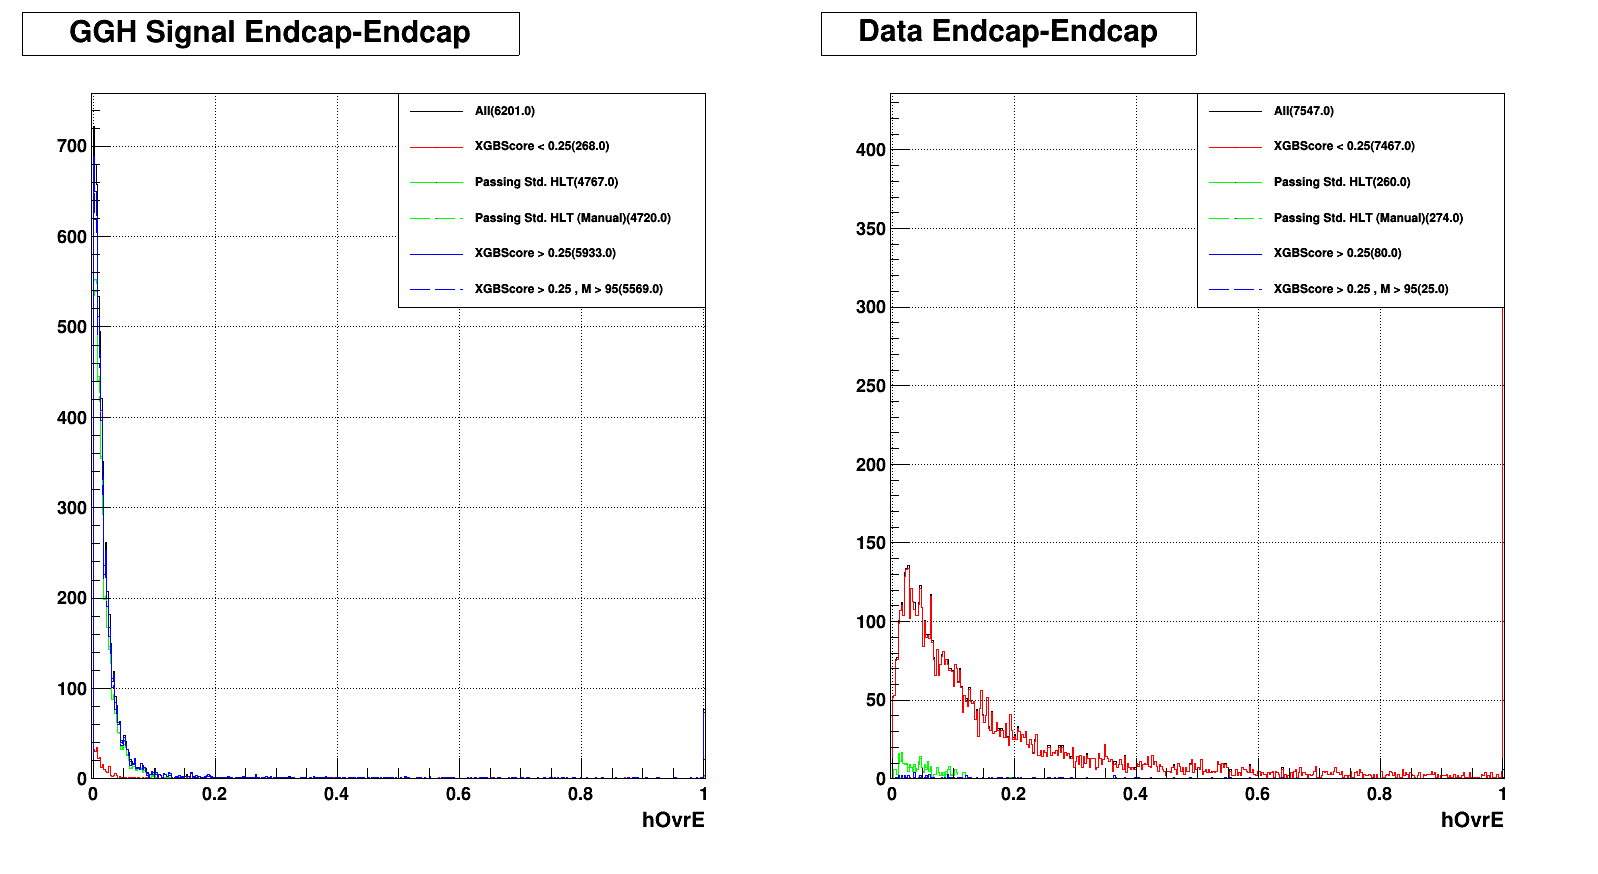 GGH Signal Endcap-Endcap
All(6201.0)
XGBScore < 0.25(268.0)
Passing Std. HLT(4767.0)
Passing Std. HLT (Manual)(4720.0)
XGBScore > 0.25(5933.0)
XGBScore > 0.25 , M > 95(5569.0)
700
600
500
400
300
200
100
0
0 0.2 0.4 0.6 0.8 1
hOvrE
Data Endcap-Endcap
All(7547.0)
XGBScore < 0.25(7467.0)
Passing Std. HLT(260.0)
Passing Std. HLT (Manual)(274.0)
XGBScore > 0.25(80.0)
XGBScore > 0.25 , M > 95(25.0)
400
350
300
250
200
150
100
50
0
0 0.2 0.4 0.6 0.8 1
hOvrE